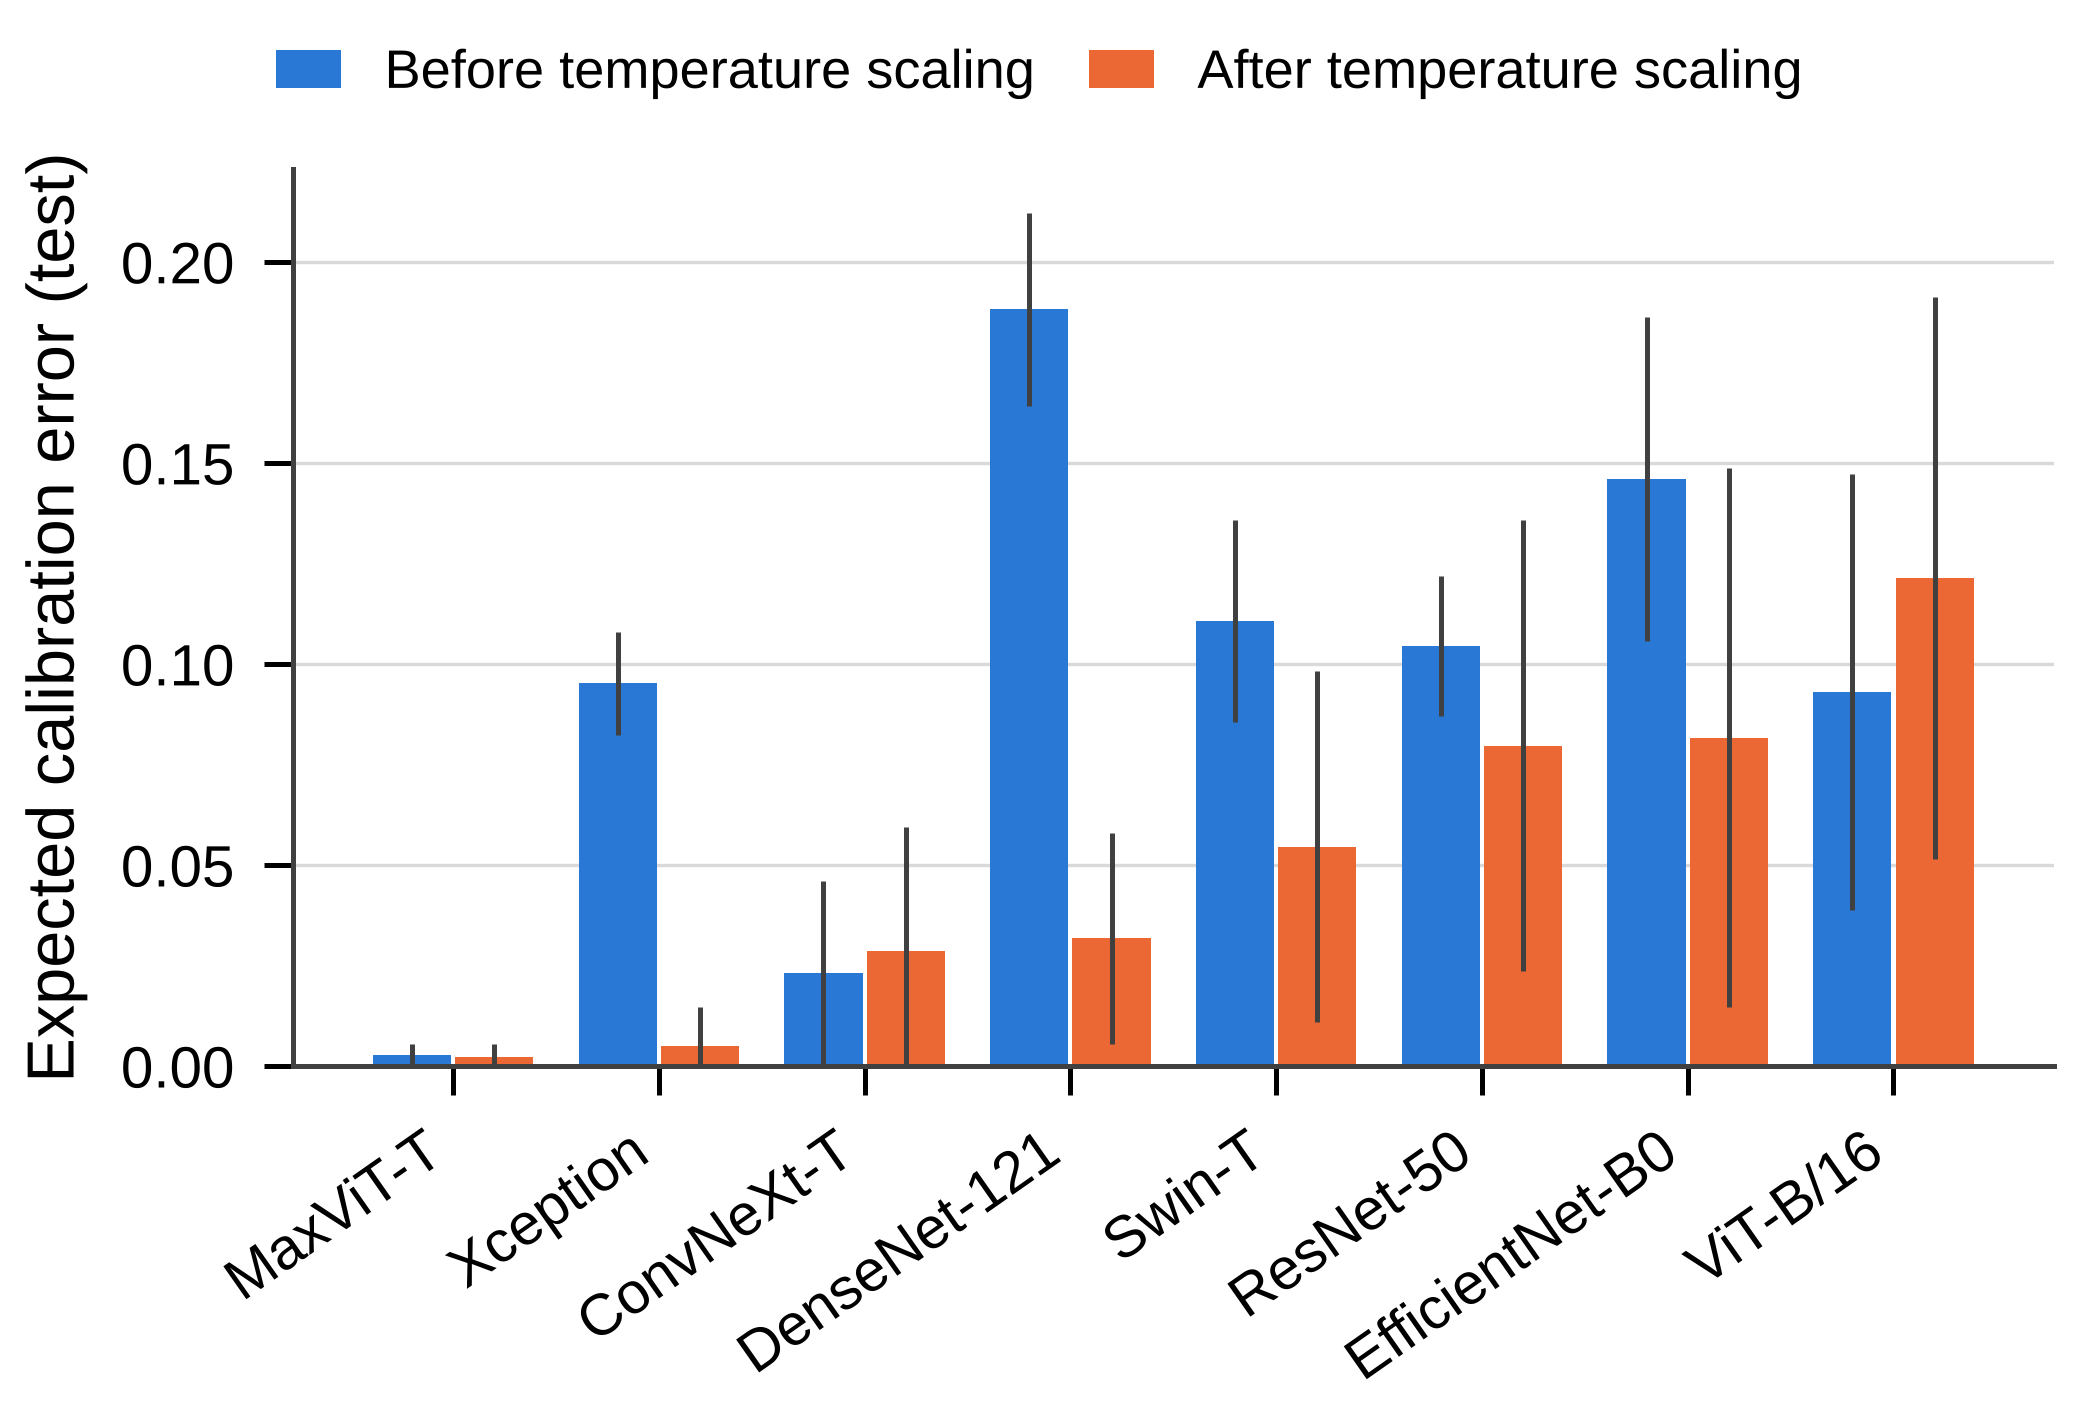 Before temperature scaling
After temperature scaling
Expected calibration error (test)
0.20
0.15
0.10
0.05
0.00
MaxViT-T
Xception
ConvNeXt-T
DenseNet-121
Swin-T
ResNet-50
EfficientNet-B0
ViT-B/16